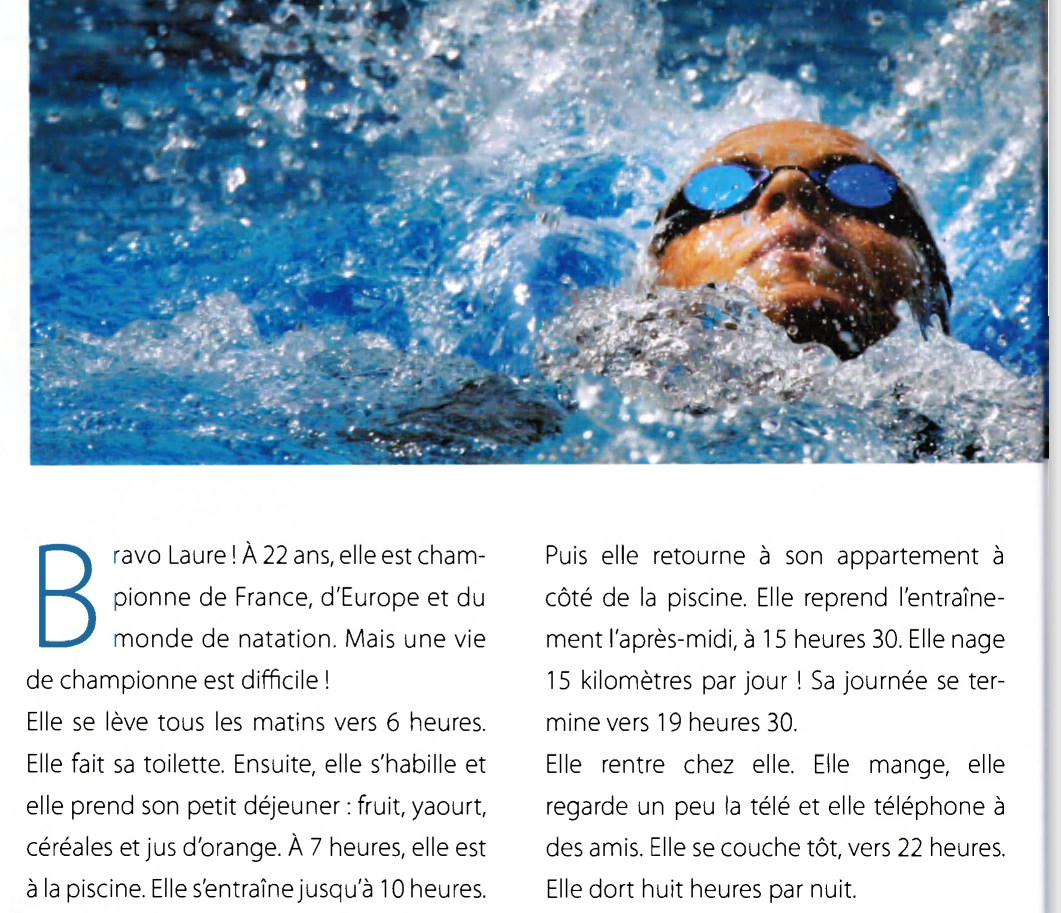 Bravo Laure ! À 22 ans, elle est cham-
pionne de France, d'Europe et du
monde de natation. Mais une vie
de championne est difficile !
Elle se lève tous les matins vers 6 heures.
Elle fait sa toilette. Ensuite, elle s'habille et
elle prend son petit déjeuner : fruit, yaourt,
céréales et jus d'orange. À 7 heures, elle est
à la piscine. Elle s'entraîne jusqu'à 10 heures.
Puis elle retourne à son appartement à
côté de la piscine. Elle reprend l'entraîne-
ment l'après-midi, à 15 heures 30. Elle nage
15 kilomètres par jour ! Sa journée se ter-
mine vers 19 heures 30.
Elle rentre chez elle. Elle mange, elle
regarde un peu la télé et elle téléphone à
des amis. Elle se couche tôt, vers 22 heures.
Elle dort huit heures par nuit.